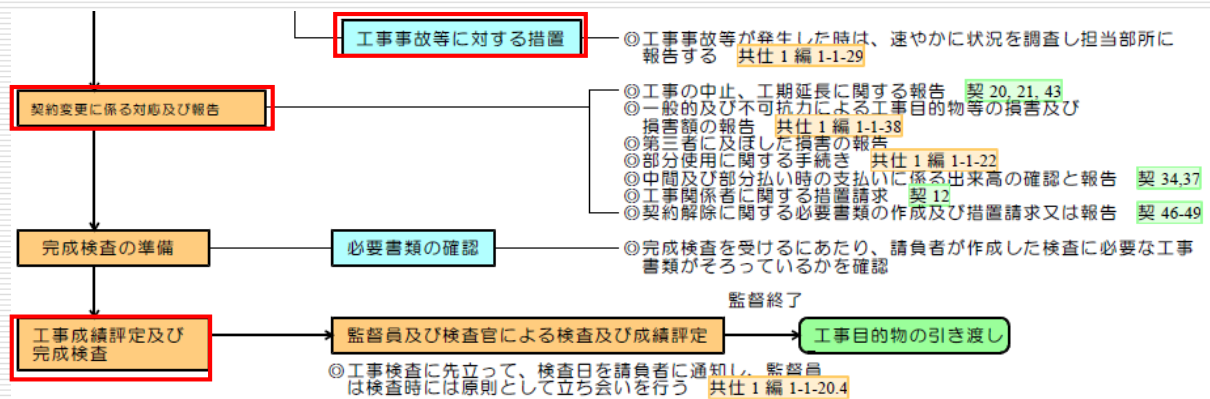 工事事故等に対する措置
◎工事事故等が発生した時は、速やかに状況を調査し担当部所に
報告する 共仕 1 編 1-1-29
契約変更に係る対応及び報告
◎工事の中止、工期延長に関する報告 契 20, 21, 43
◎一般的及び不可抗力による工事目的物等の損害及び
損害額の報告 共仕 1 編 1-1-38
◎第三者に及ぼした損害の報告
◎部分使用に関する手続き 共仕 1 編 1-1-22
◎中間及び部分払い時の支払いに係る出来高の確認と報告 契 34,37
◎工事関係者に関する措置請求 契 12
◎契約解除に関する必要書類の作成及び措置請求又は報告 契 46-49
完成検査の準備
必要書類の確認
◎完成検査を受けるにあたり、請負者が作成した検査に必要な工事
書類がそろっているかを確認
監督終了
工事成績評定及び
完成検査
監督員及び検査官による検査及び成績評定
工事目的物の引き渡し
◎工事検査に先立って、検査日を請負者に通知し、監督員
は検査時には原則として立ち会いを行う 共仕 1 編 1-1-20.4